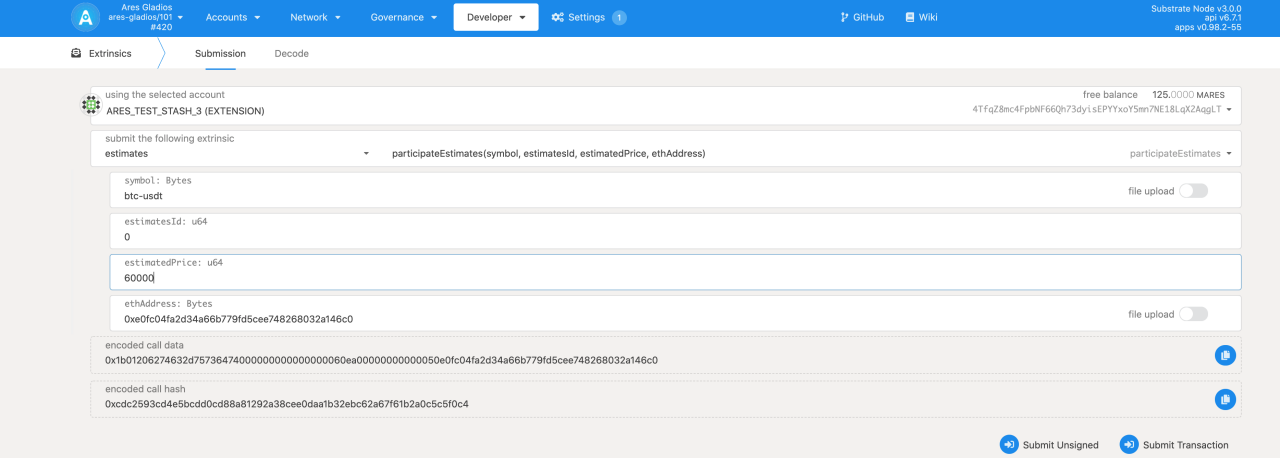 Ares Gladios
ares-gladios/101
#420
Accounts
Network
Governance
Developer
Settings 1
GitHub
Wiki
Substrate Node v3.0.0
api v6.7.1
apps v0.98.2-55
Extrinsics
Submission
Decode
using the selected account
ARES_TEST_STASH_3 (EXTENSION)
free balance 125.0000 MARES
4TfqZ8mc4FpbNF66Qh73dyisEPYYxoY5mn7NE18LqX2AqgLT
submit the following extrinsic
estimates
participateEstimates(symbol, estimatesId, estimatedPrice, ethAddress)
participateEstimates
symbol: Bytes
btc-usdt
file upload
estimatesId: u64
0
estimatedPrice: u64
60000
ethAddress: Bytes
0xe0fc04fa2d34a66b779fd5cee748268032a146c0
file upload
encoded call data
0x1b01206274632d75736474000000000000000060ea00000000000050e0fc04fa2d34a66b779fd5cee748268032a146c0
encoded call hash
0xcdc2593cd4e5bcdd0cd88a81292a38cee0daa1b32ebc62a67f61b2a0c5c5f0c4
Submit Unsigned
Submit Transaction